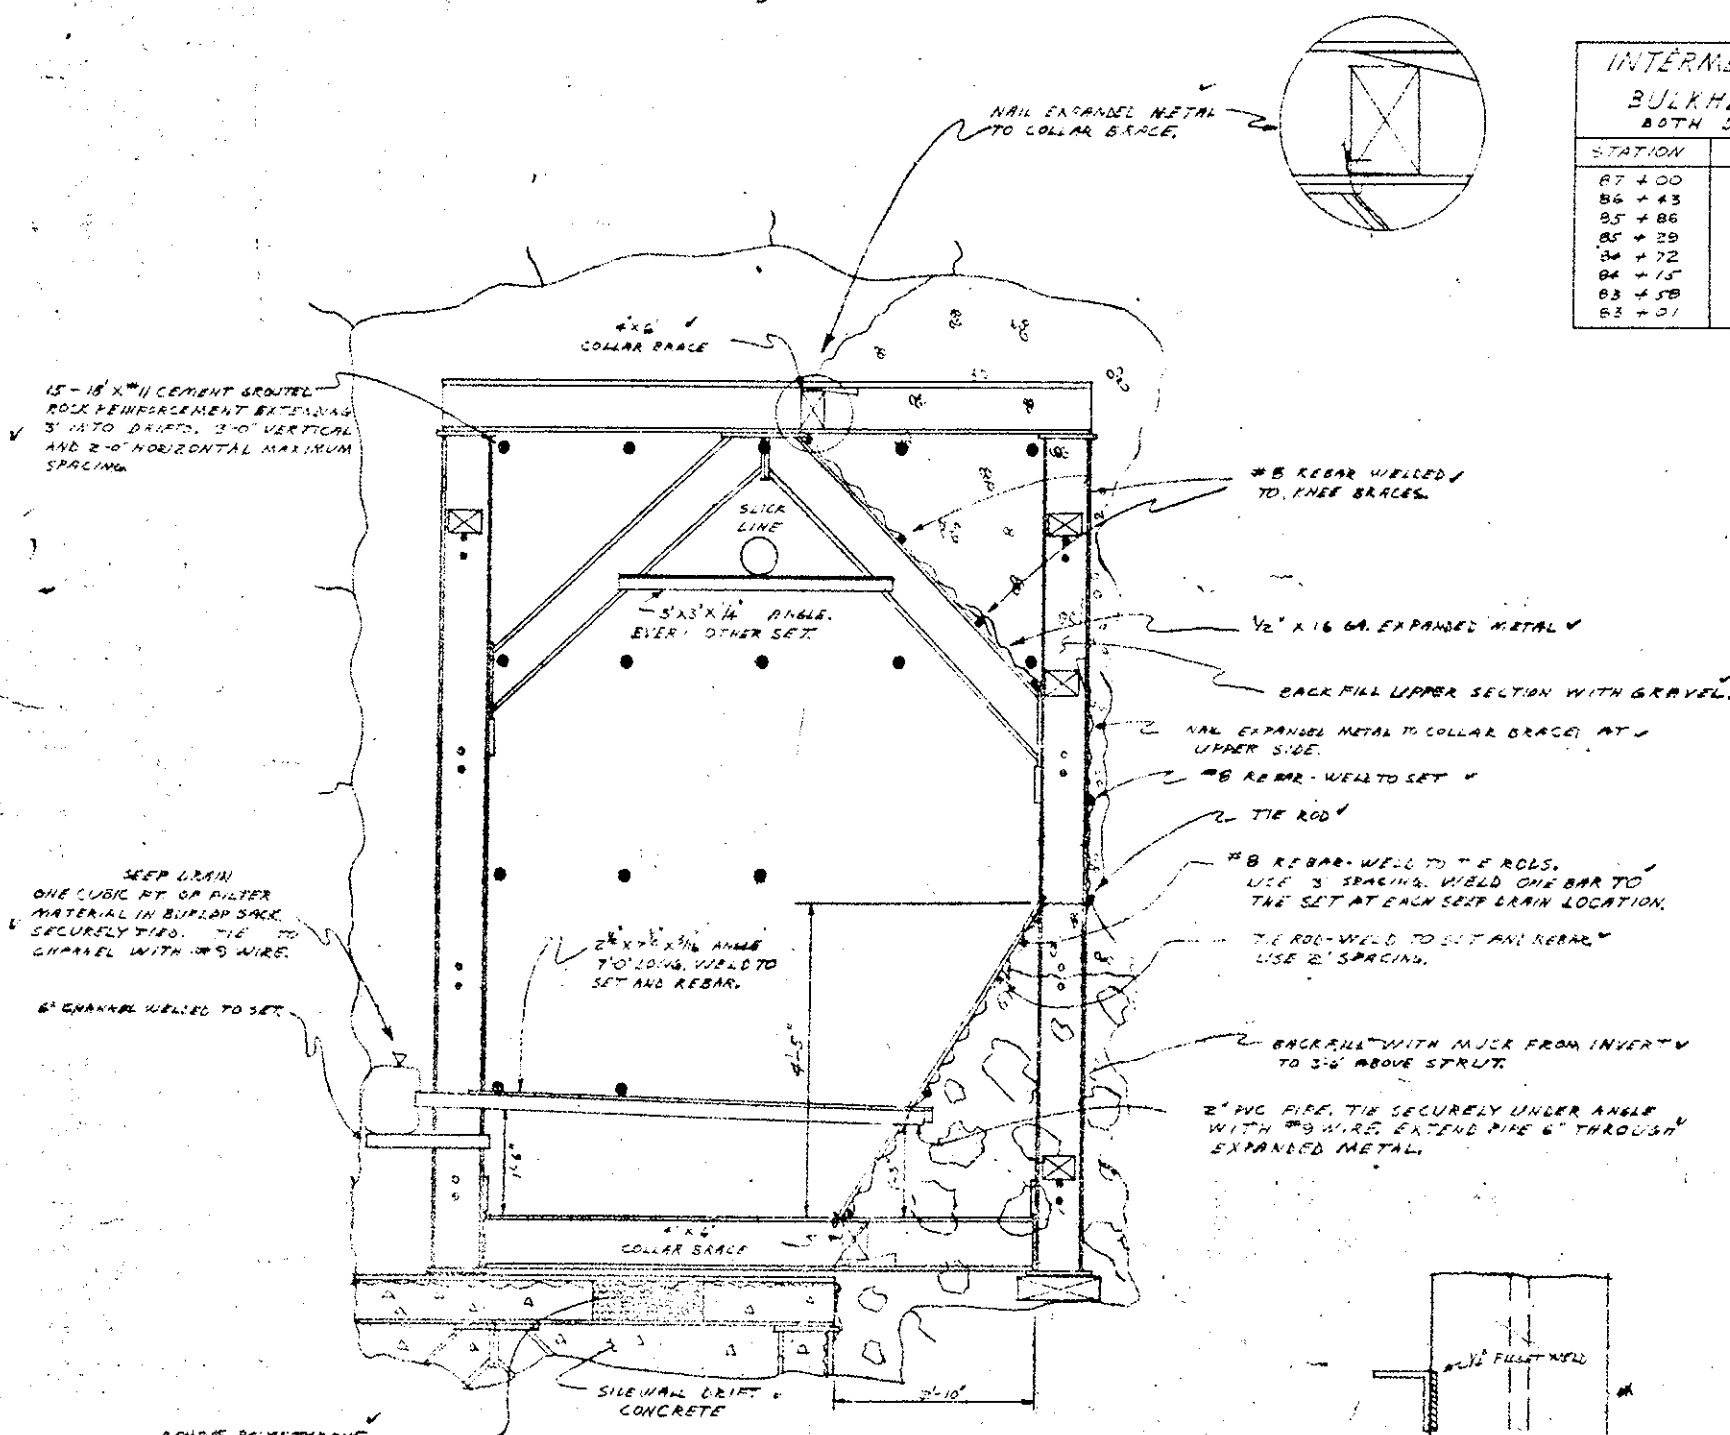 NAIL EXPANDED METAL
TO COLLAR BRACE.
INTERME
BULKH
BOTH S
STATION
87 + 00
86 + 43
85 + 86
85 + 29
84 + 72
84 + 15
83 + 58
83 + 01
4"x6"
COLLAR BRACE
15 - 18' X #11 CEMENT GROUTED
ROCK REINFORCEMENT EXTENDING
3' INTO DRIFTS. 3'-0" VERTICAL
AND 2'-0" HORIZONTAL MAXIMUM
SPACING.
#8 REBAR WELDED
TO KNEE BRACES.
SLICK
LINE
3"X3"X1/4" ANGLE.
EVERY OTHER SET.
1/2" X 16 GA. EXPANDED METAL
BACK FILL UPPER SECTION WITH GRAVEL.
NAIL EXPANDED METAL TO COLLAR BRACE AT
UPPER SIDE.
#8 REBAR - WELD TO SET
TIE ROD
#8 REBAR - WELD TO TIE RODS.
USE 3' SPACING. WELD ONE BAR TO
THE SET AT EACH SEEP DRAIN LOCATION.
TIE ROD - WELD TO SET AND REBAR
USE 2' SPACING.
SEEP DRAIN
ONE CUBIC FT. OF FILTER
MATERIAL IN BURLAP SACK
SECURELY TIED. TIE TO
CHANNEL WITH #9 WIRE.
ANGLE
7'0" LONG. WELD TO
SET AND REBAR.
6" CHANNEL WELDED TO SET.
4'-5"
BACKFILL WITH MUCK FROM INVERT
TO 3'-6" ABOVE STRUT.
2" PVC PIPE. TIE SECURELY UNDER ANGLE
WITH #9 WIRE. EXTEND PIPE 6" THROUGH
EXPANDED METAL.
1'-6"
4" X 6"
COLLAR BRACE
SIDEWALL DRIFT
CONCRETE
FILLET WELD